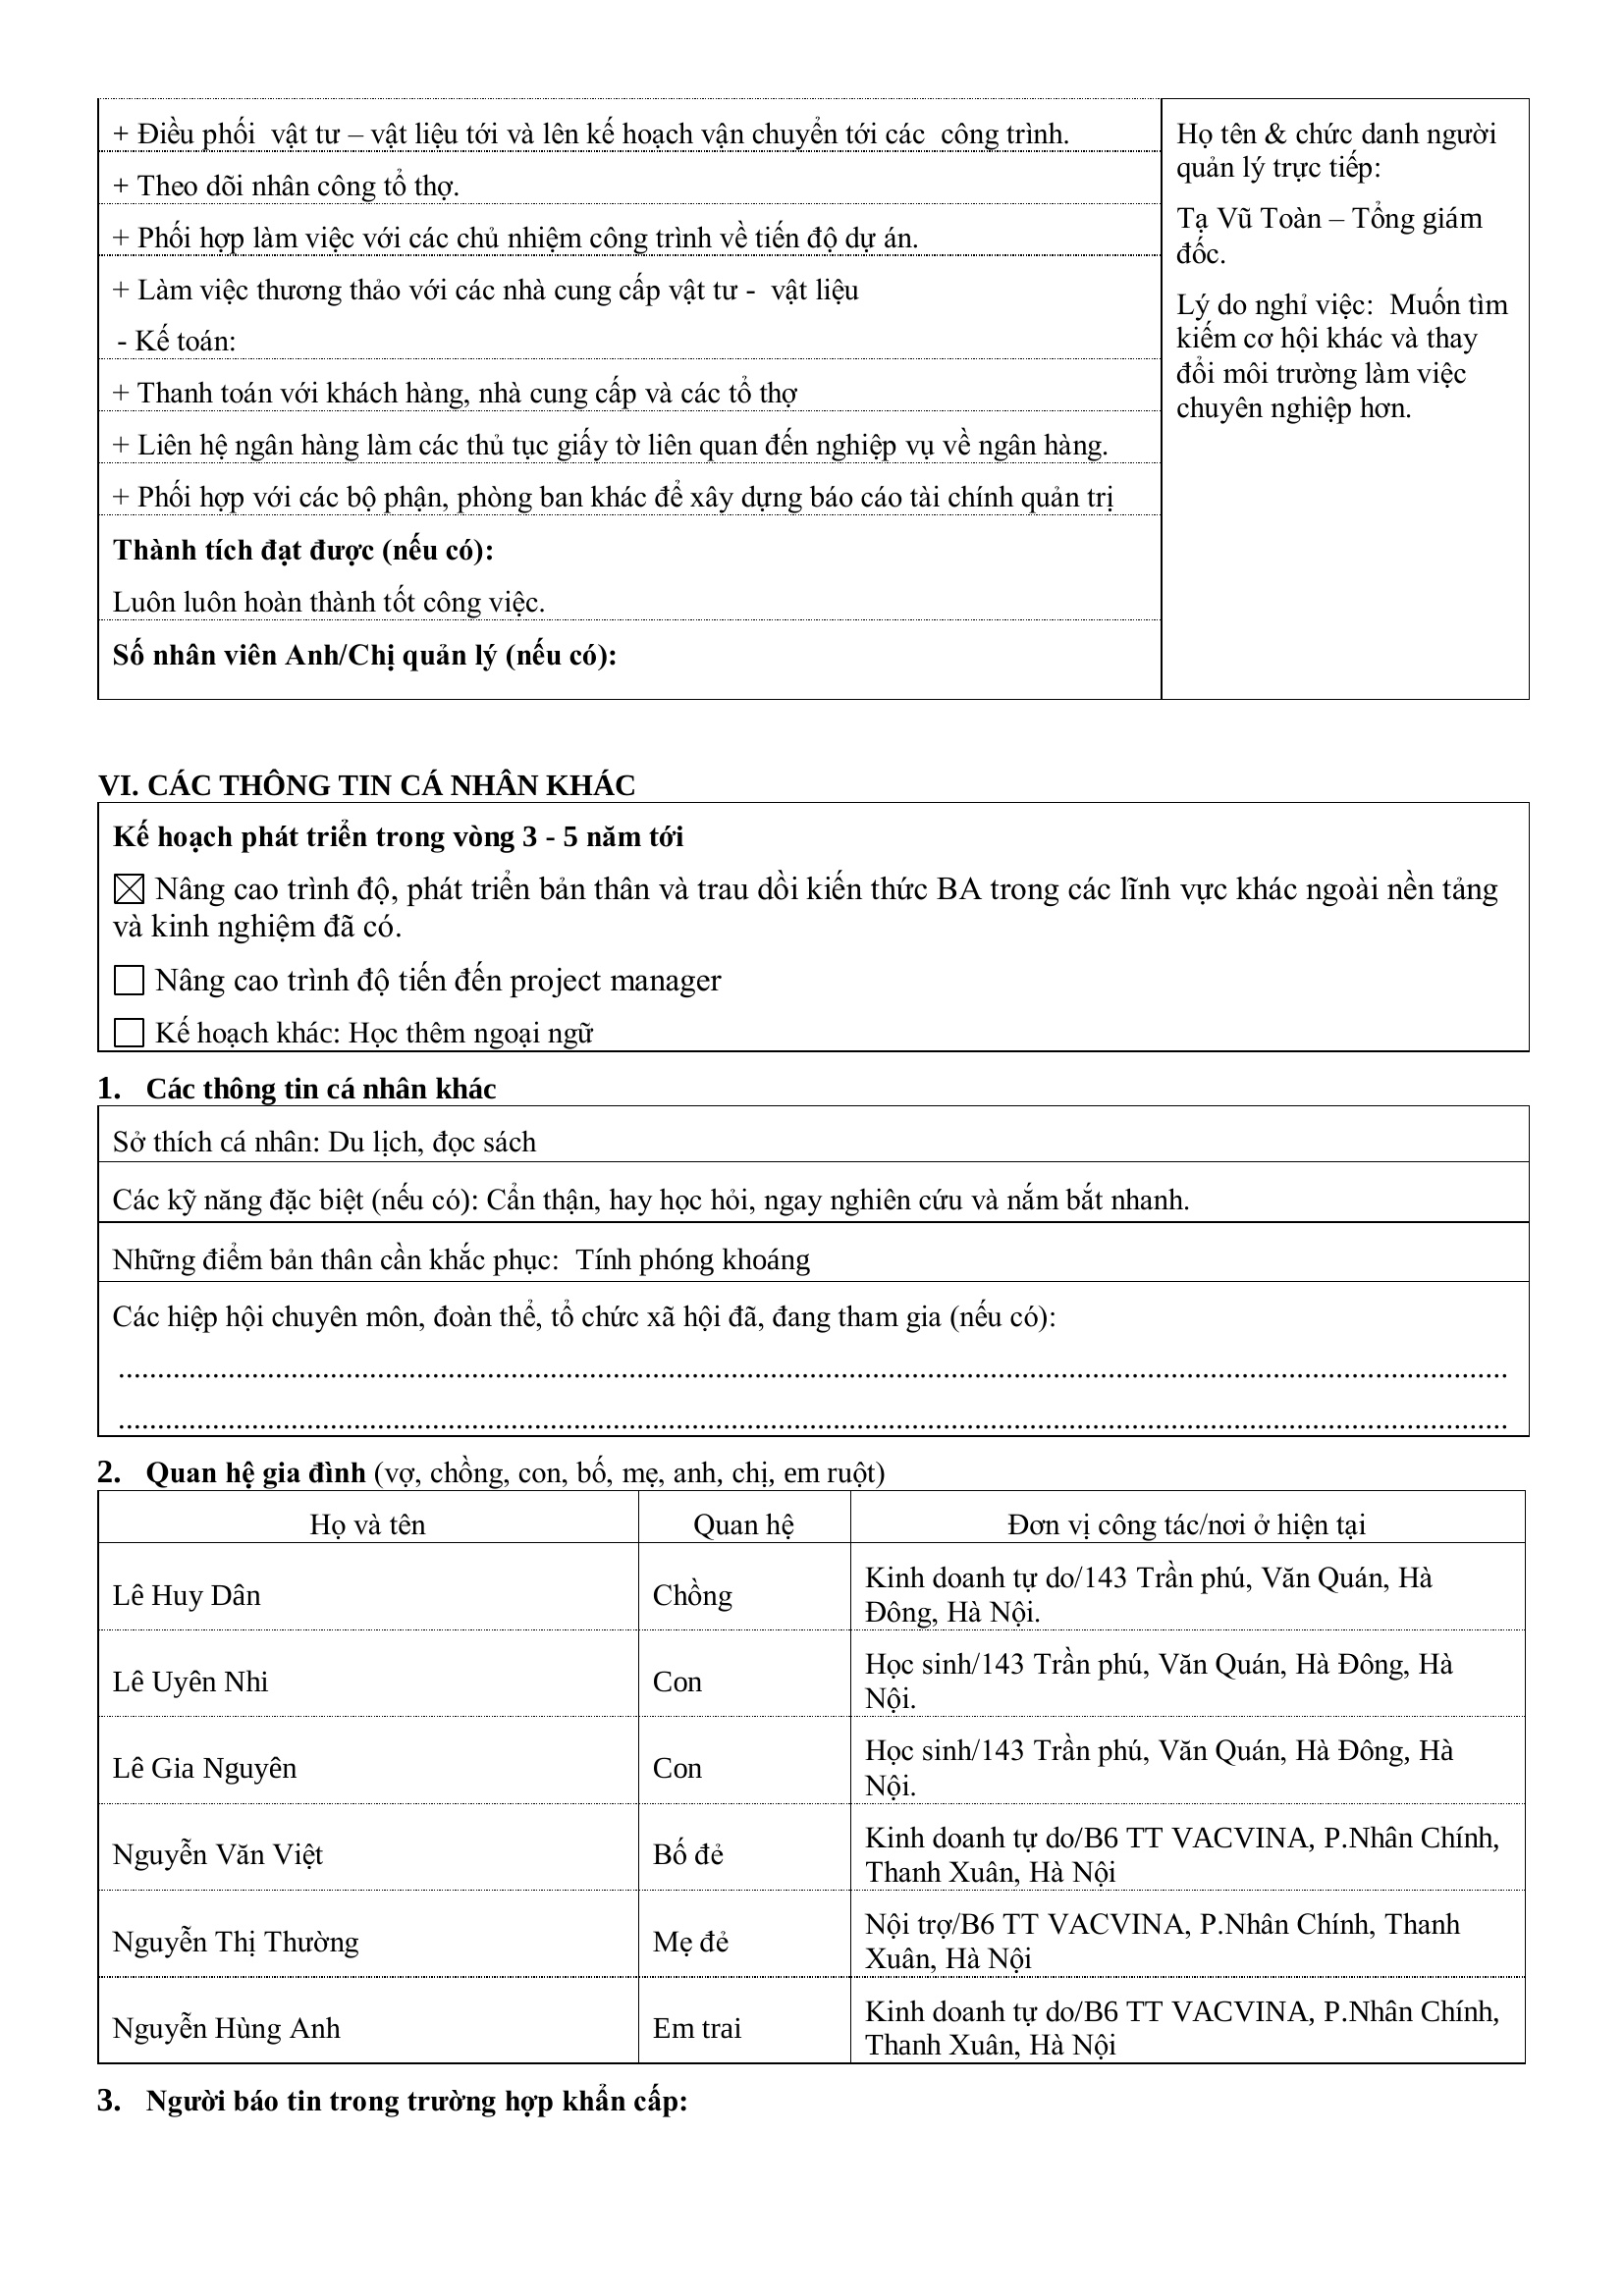 + Điều phối  vật tư – vật liệu tới và lên kế hoạch vận chuyển tới các  công trình.
+ Theo dõi nhân công tổ thợ.
+ Phối hợp làm việc với các chủ nhiệm công trình về tiến độ dự án.
+ Làm việc thương thảo với các nhà cung cấp vật tư -  vật liệu
- Kế toán:
+ Thanh toán với khách hàng, nhà cung cấp và các tổ thợ
+ Liên hệ ngân hàng làm các thủ tục giấy tờ liên quan đến nghiệp vụ về ngân hàng.
+ Phối hợp với các bộ phận, phòng ban khác để xây dựng báo cáo tài chính quản trị
Thành tích đạt được (nếu có):
Luôn luôn hoàn thành tốt công việc.
Số nhân viên Anh/Chị quản lý (nếu có):
Họ tên & chức danh người
quản lý trực tiếp:
Tạ Vũ Toàn – Tổng giám
đốc.
Lý do nghỉ việc:  Muốn tìm
kiếm cơ hội khác và thay
đổi môi trường làm việc
chuyên nghiệp hơn.
VI. CÁC THÔNG TIN CÁ NHÂN KHÁC
Kế hoạch phát triển trong vòng 3 - 5 năm tới
☒ Nâng cao trình độ, phát triển bản thân và trau dồi kiến thức BA trong các lĩnh vực khác ngoài nền tảng
và kinh nghiệm đã có.
☐ Nâng cao trình độ tiến đến project manager
☐ Kế hoạch khác: Học thêm ngoại ngữ
1. Các thông tin cá nhân khác
Sở thích cá nhân: Du lịch, đọc sách
Các kỹ năng đặc biệt (nếu có): Cẩn thận, hay học hỏi, ngay nghiên cứu và nắm bắt nhanh.
Những điểm bản thân cần khắc phục:  Tính phóng khoáng
Các hiệp hội chuyên môn, đoàn thể, tổ chức xã hội đã, đang tham gia (nếu có):
2. Quan hệ gia đình (vợ, chồng, con, bố, mẹ, anh, chị, em ruột)
Họ và tên
Quan hệ
Đơn vị công tác/nơi ở hiện tại
Lê Huy Dân
Chồng
Kinh doanh tự do/143 Trần phú, Văn Quán, Hà
Đông, Hà Nội.
Lê Uyên Nhi
Con
Học sinh/143 Trần phú, Văn Quán, Hà Đông, Hà
Nội.
Lê Gia Nguyên
Con
Học sinh/143 Trần phú, Văn Quán, Hà Đông, Hà
Nội.
Nguyễn Văn Việt
Bố đẻ
Kinh doanh tự do/B6 TT VACVINA, P.Nhân Chính,
Thanh Xuân, Hà Nội
Nguyễn Thị Thường
Mẹ đẻ
Nội trợ/B6 TT VACVINA, P.Nhân Chính, Thanh
Xuân, Hà Nội
Nguyễn Hùng Anh
Em trai
Kinh doanh tự do/B6 TT VACVINA, P.Nhân Chính,
Thanh Xuân, Hà Nội
3. Người báo tin trong trường hợp khẩn cấp: